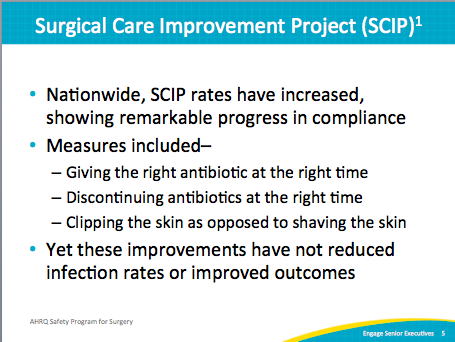 Surgical Care Improvement Project (SCIP)1
• Nationwide, SCIP rates have increased,
showing remarkable progress in compliance
• Measures included–
– Giving the right antibiotic at the right time
– Discontinuing antibiotics at the right time
– Clipping the skin as opposed to shaving the skin
• Yet these improvements have not reduced
infection rates or improved outcomes
AHRQ Safety Program for Surgery
Engage Senior Executives 5